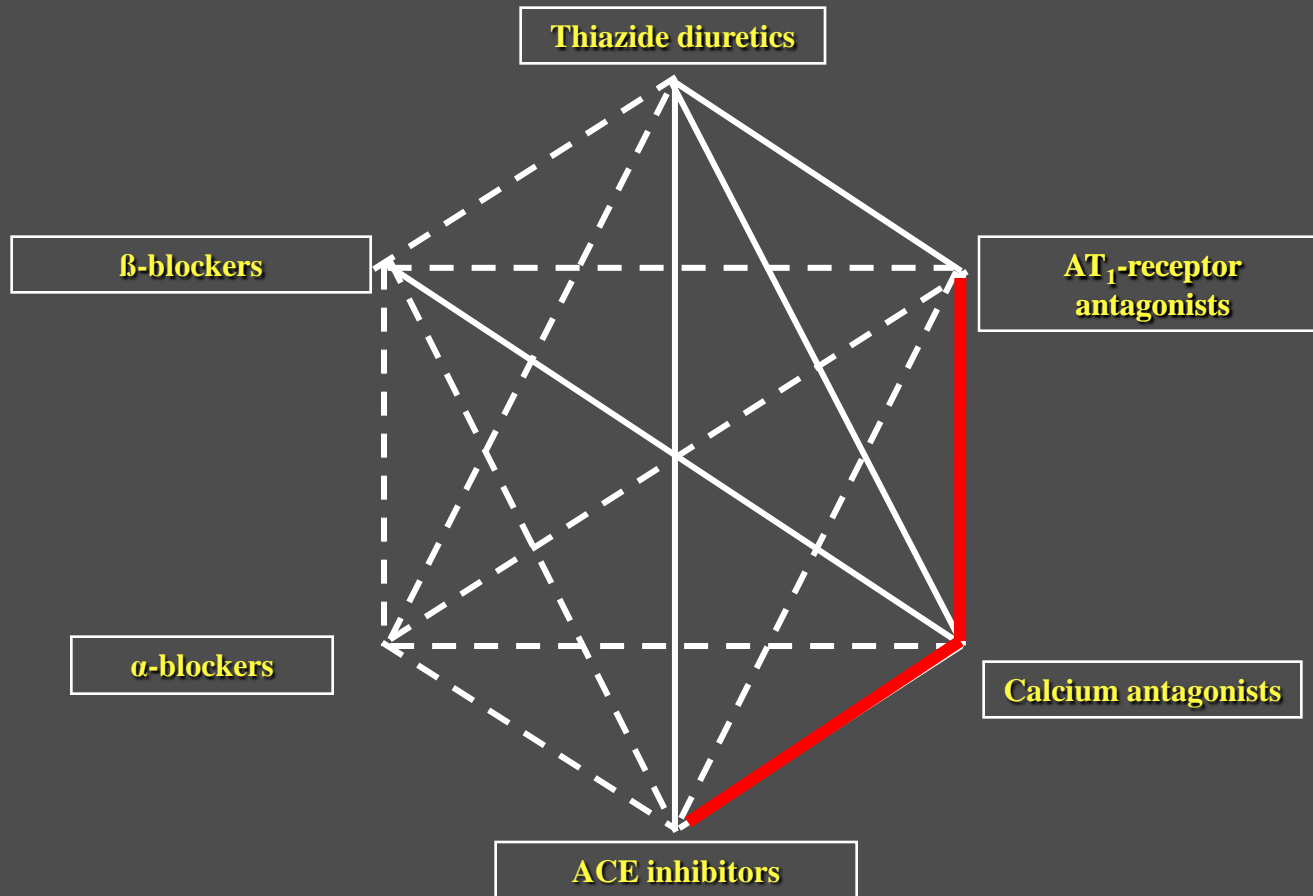 Thiazide diuretics
ß-blockers
AT₁-receptor
antagonists
α-blockers
Calcium antagonists
ACE inhibitors